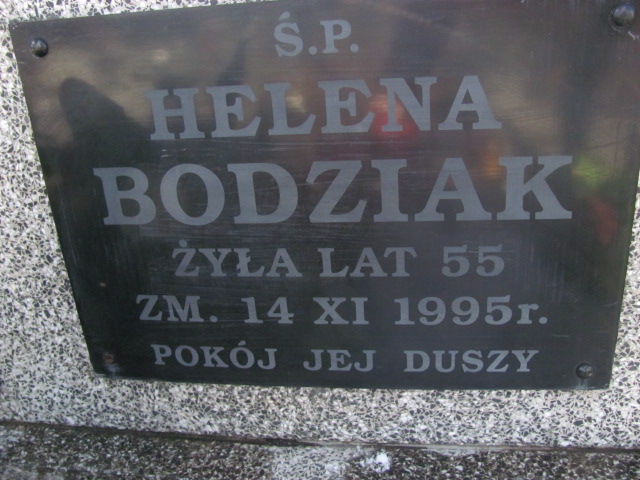 Ś.P.
HELENA
BODZIAK
ŻYŁA LAT 55
ZM. 14 XI 1995r.
POKÓJ JEJ DUSZY